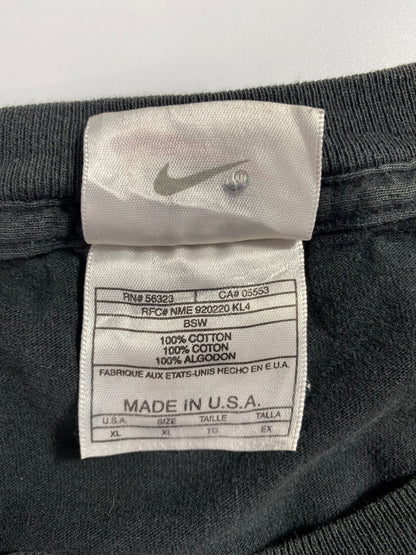 RN# 56323 CA# 05553
RFC# NME 920220 KL4
BSW
100% COTTON
100% COTON
100% ALGODON
FABRIQUE AUX ETATS-UNIS HECHO EN E.U.A.
MADE IN U.S.A.
U.S.A. SIZE TAILLE TALLA
XL XL TG EX